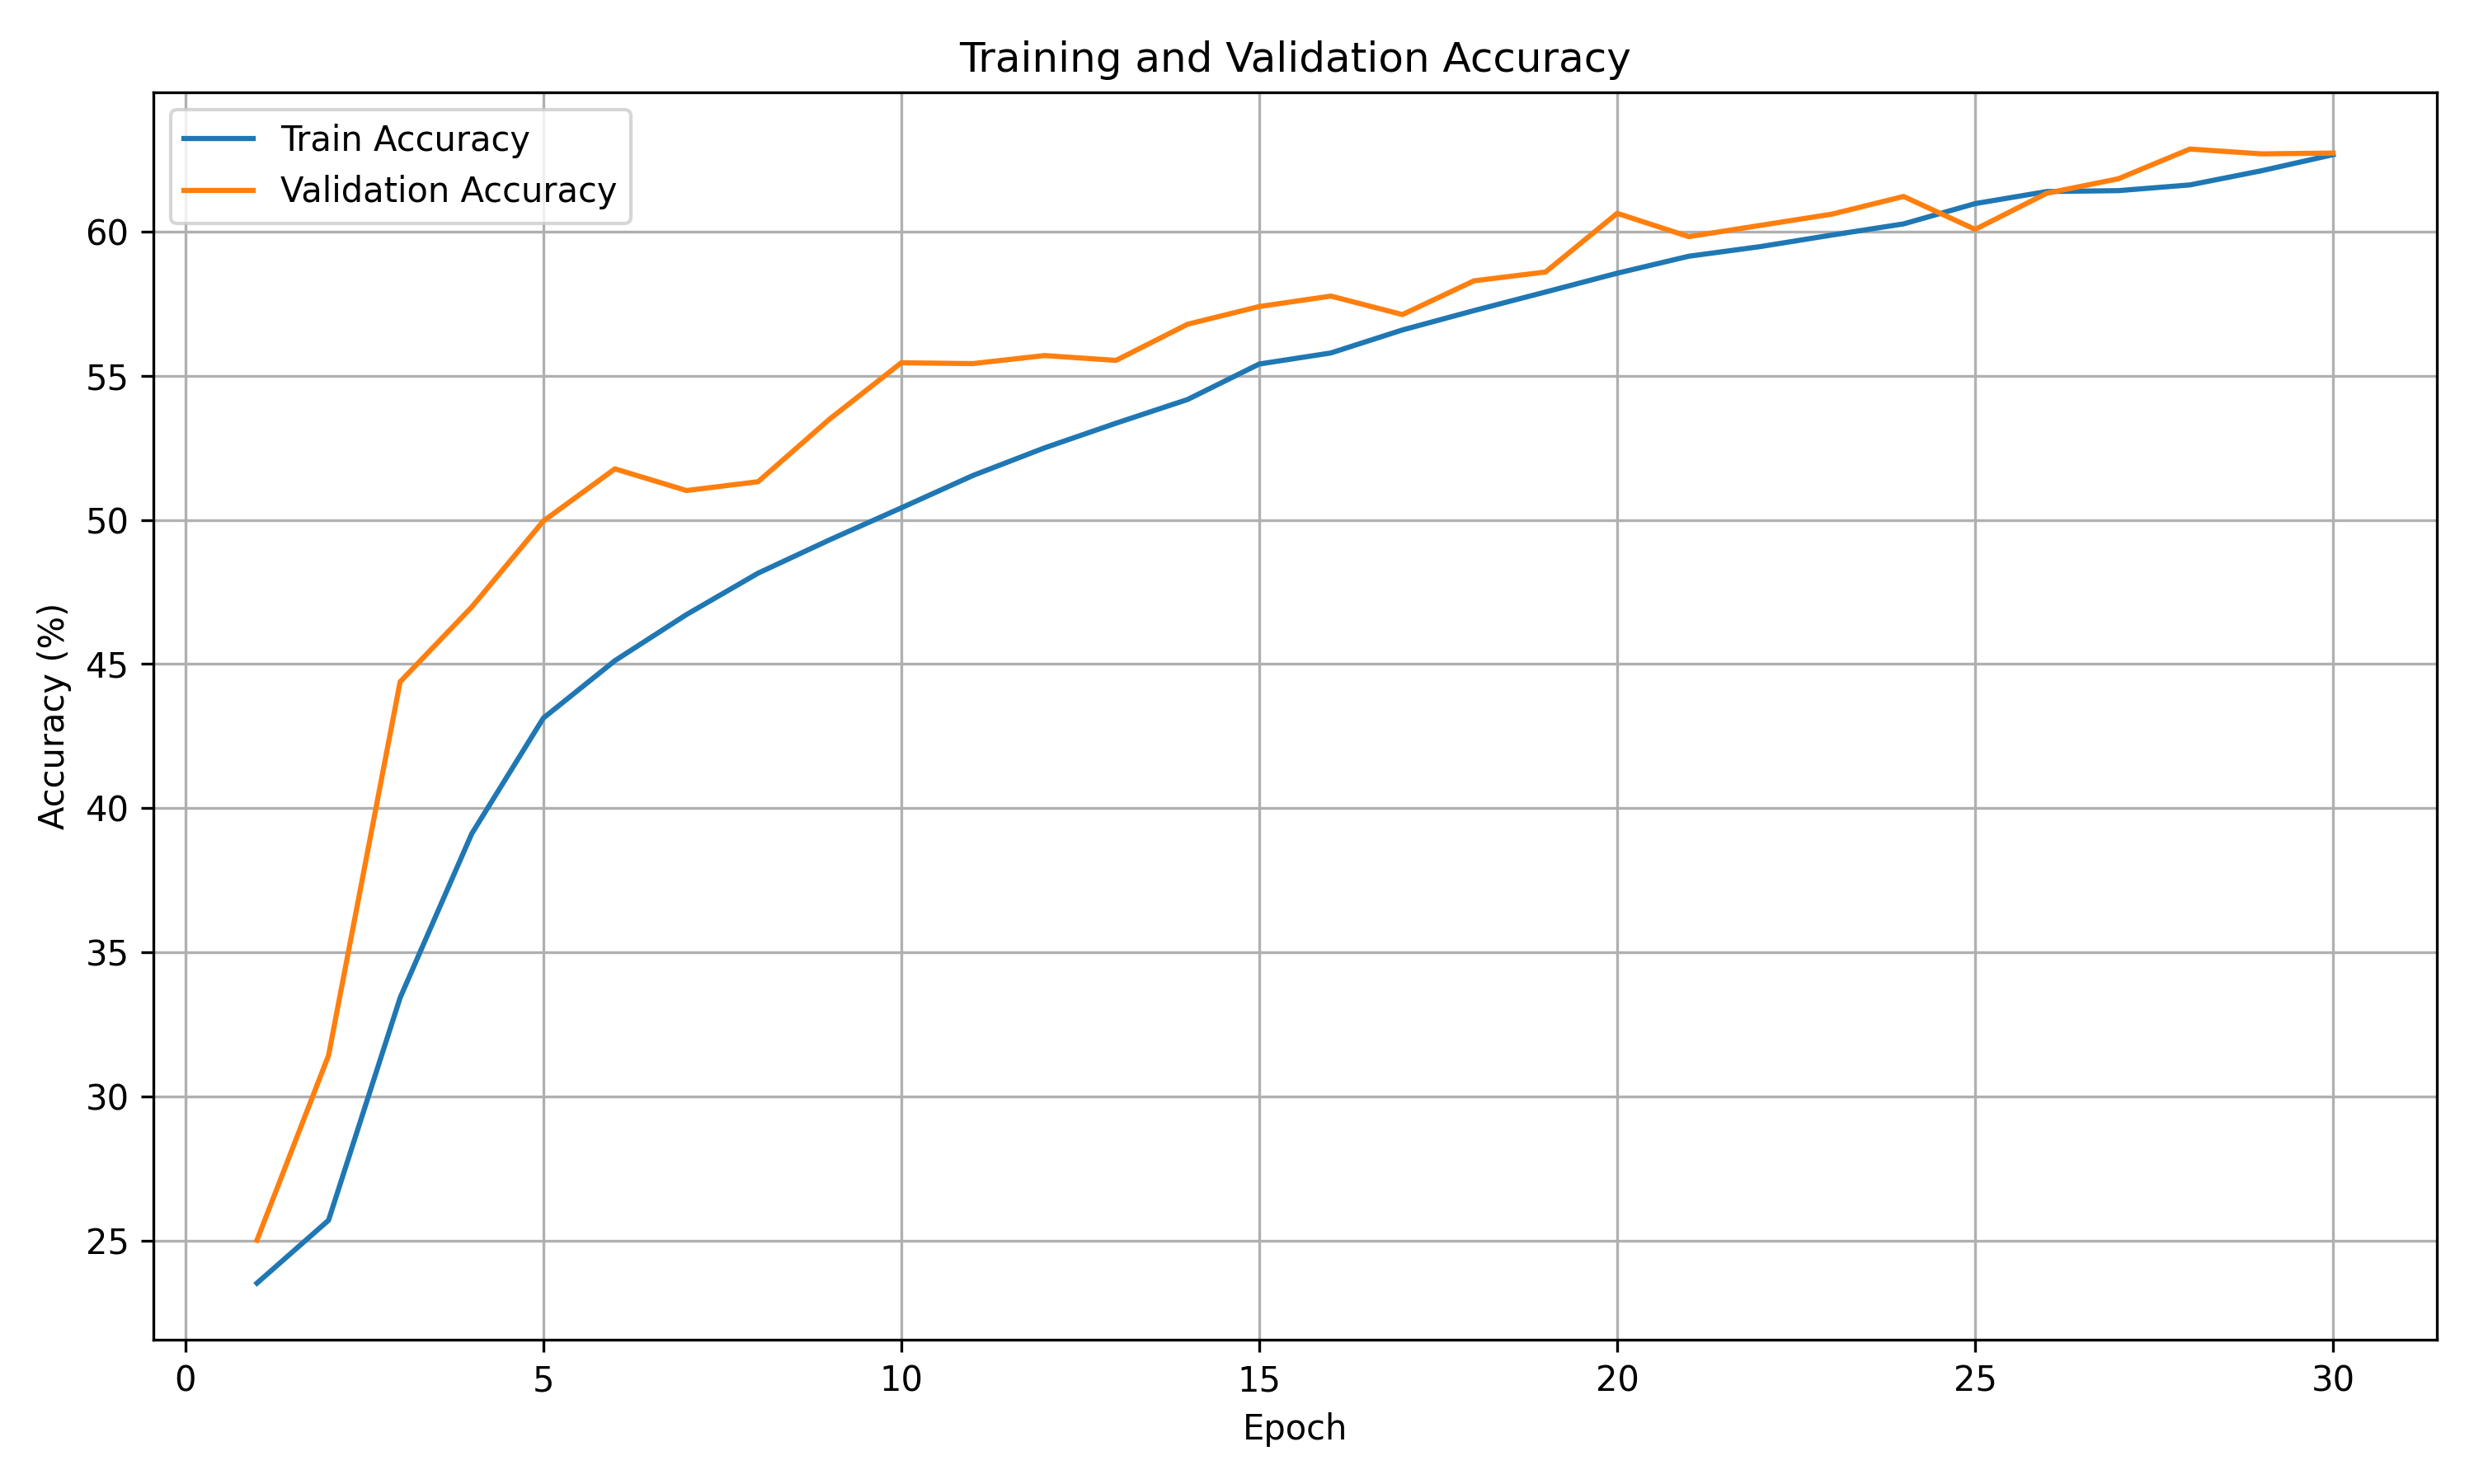 Training and Validation Accuracy
Train Accuracy
Validation Accuracy
Accuracy (%)
60
55
50
45
40
35
30
25
0 5 10 15 20 25 30
Epoch